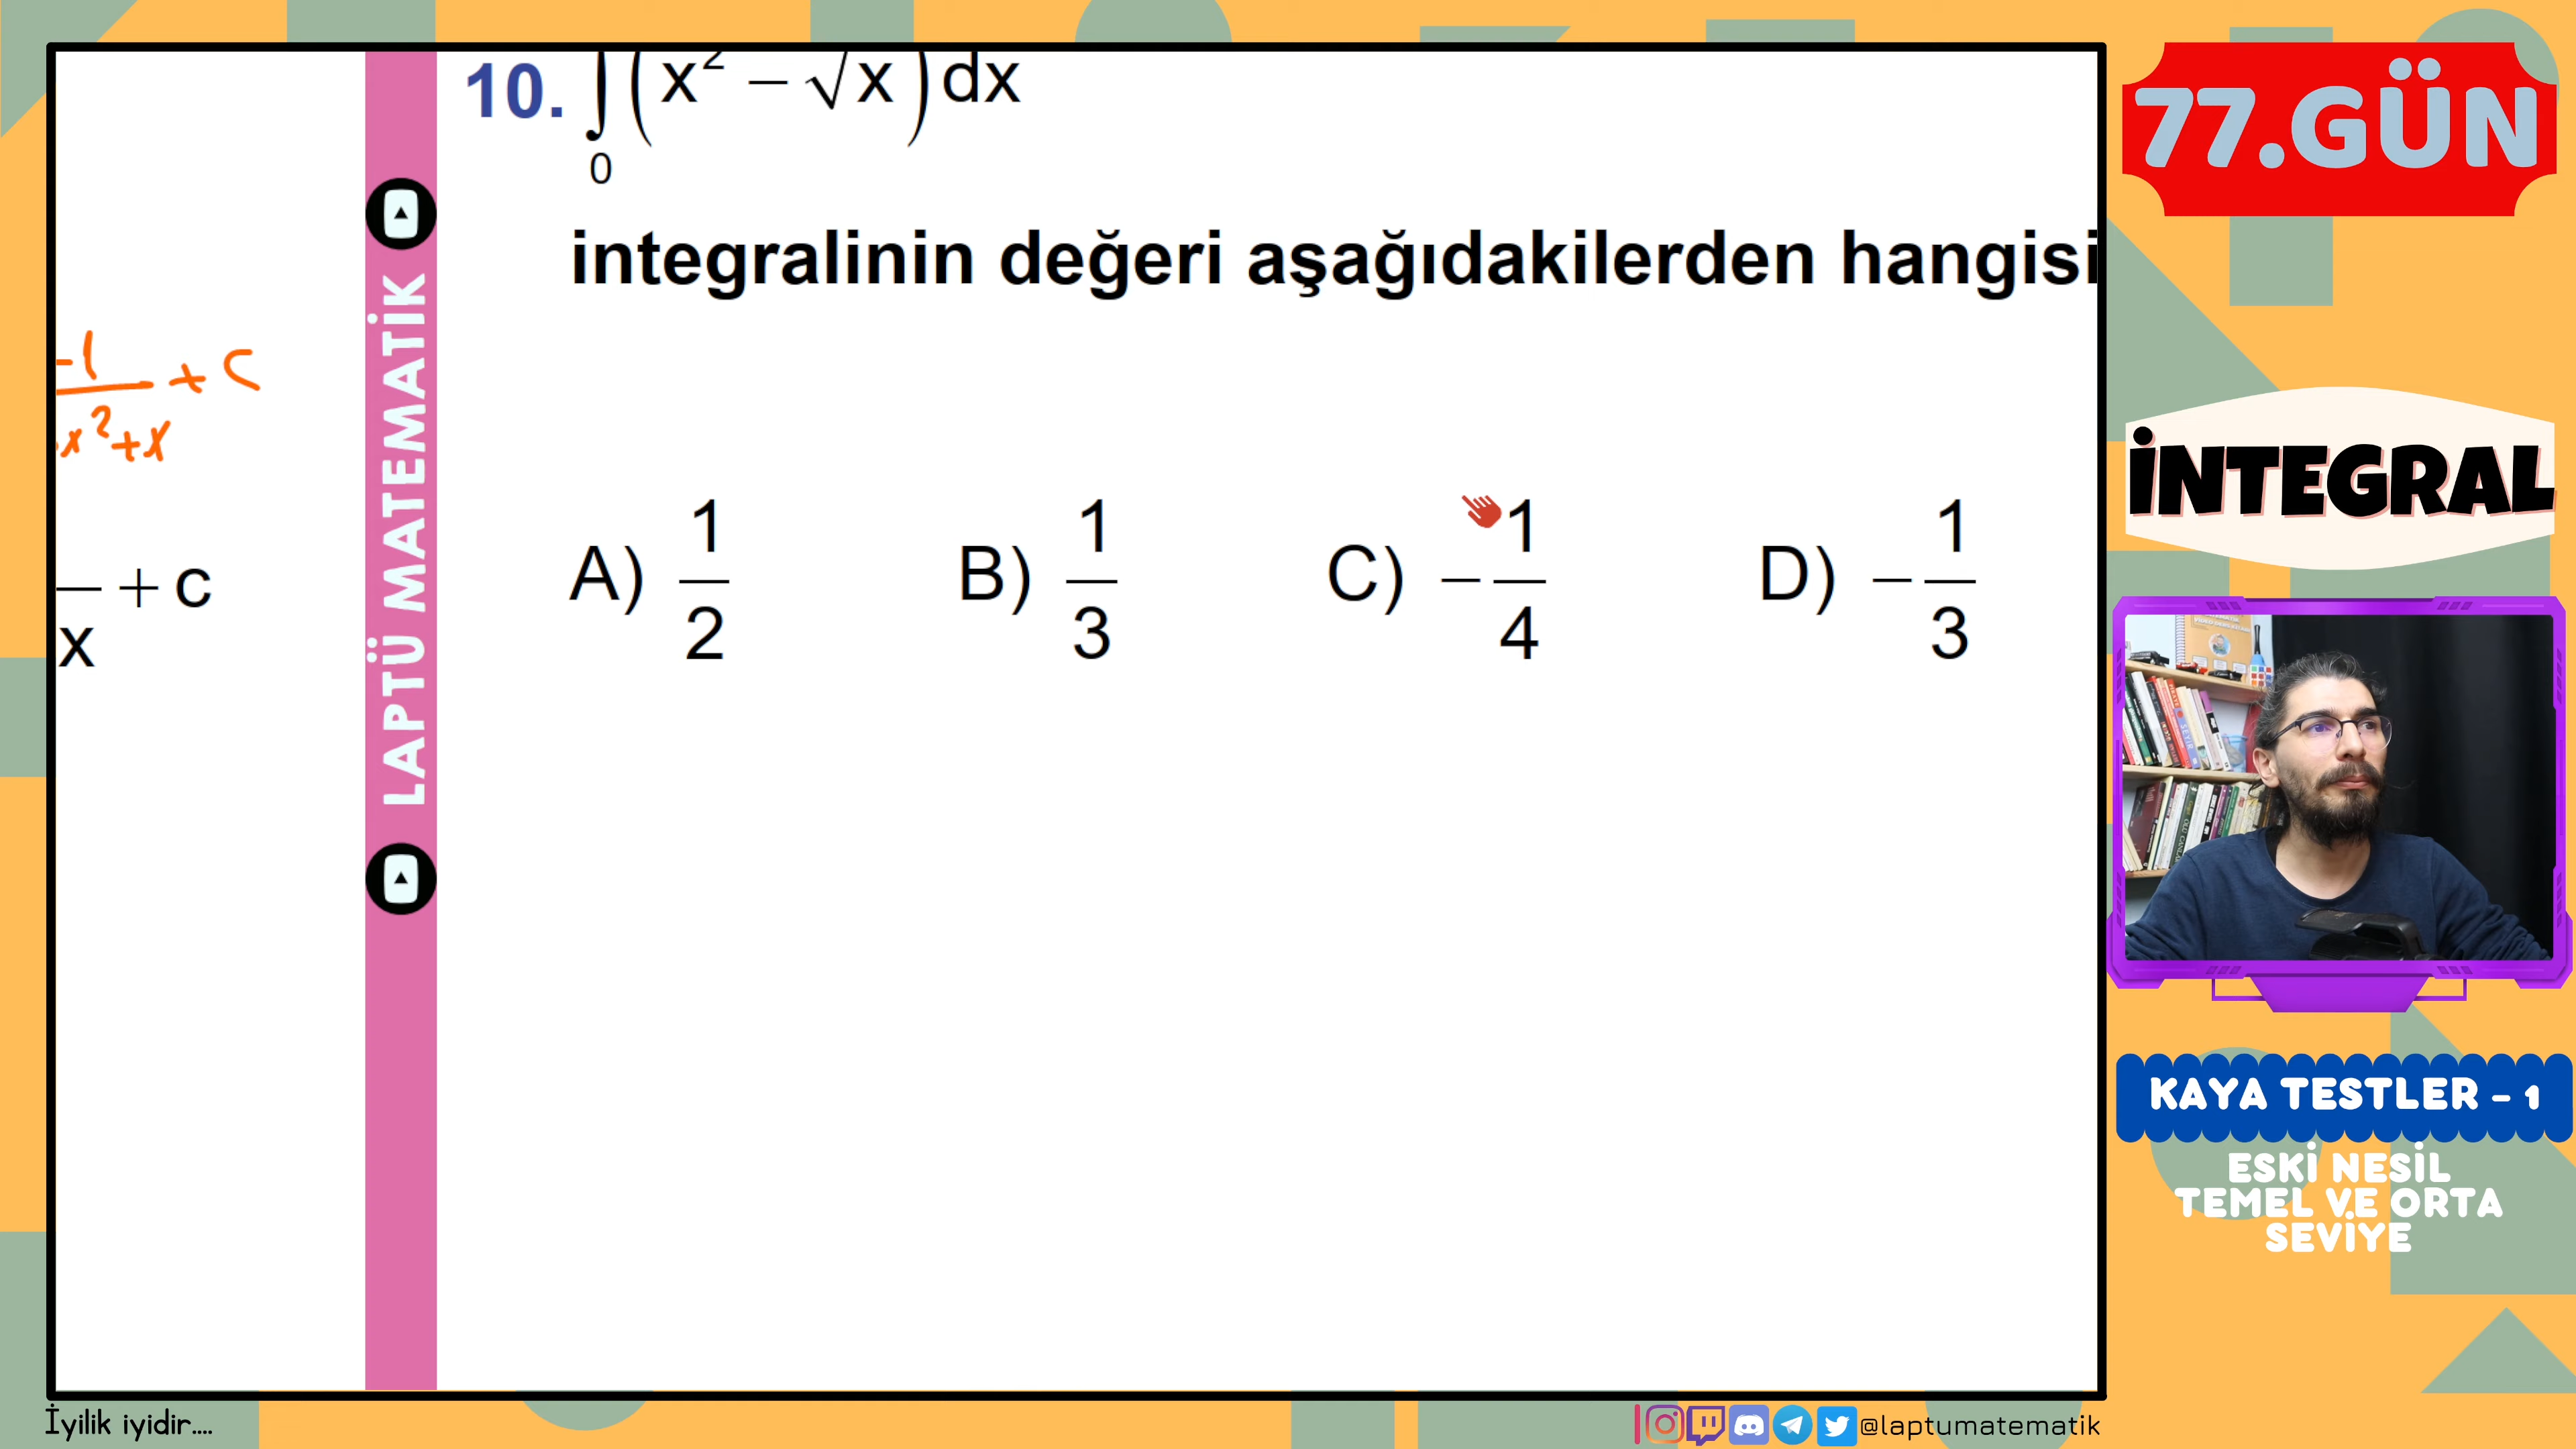 10. ∫ ( x² – √x ) dx
0
integralinin değeri aşağıdakilerden hangisi
A) 1/2 B) 1/3 C) – 1/4 D) – 1/3
-1
x²+x + c
+ c
x
LAPTÜ MATEMATİK
77.GÜN
İNTEGRAL
KAYA TESTLER – 1
ESKİ NESİL
TEMEL VE ORTA
SEVİYE
İyilik iyidir....
@laptumatematik